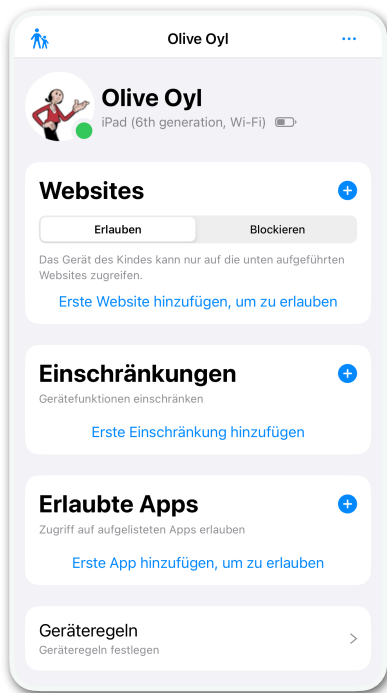 Olive Oyl
Olive Oyl
iPad (6th generation, Wi-Fi)
Websites
Erlauben
Blockieren
Das Gerät des Kindes kann nur auf die unten aufgeführten
Websites zugreifen.
Erste Website hinzufügen, um zu erlauben
Einschränkungen
Gerätefunktionen einschränken
Erste Einschränkung hinzufügen
Erlaubte Apps
Zugriff auf aufgelisteten Apps erlauben
Erste App hinzufügen, um zu erlauben
Geräteregeln
Geräteregeln festlegen